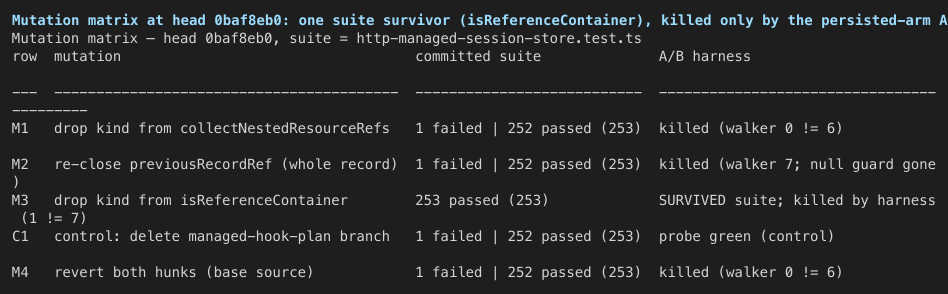 Mutation matrix at head 0baf8eb0: one suite survivor (isReferenceContainer), killed only by the persisted-arm A
Mutation matrix — head 0baf8eb0, suite = http-managed-session-store.test.ts
row  mutation                                   committed suite              A/B harness
---  -----------------------------------------  ---------------------------  ---------------------------------
---------
M1   drop kind from collectNestedResourceRefs   1 failed | 252 passed (253)  killed (walker 0 != 6)
M2   re-close previousRecordRef (whole record)  1 failed | 252 passed (253)  killed (walker 7; null guard gone
)
M3   drop kind from isReferenceContainer        253 passed (253)             SURVIVED suite; killed by harness
 (1 != 7)
C1   control: delete managed-hook-plan branch   1 failed | 252 passed (253)  probe green (control)
M4   revert both hunks (base source)            1 failed | 252 passed (253)  killed (walker 0 != 6)